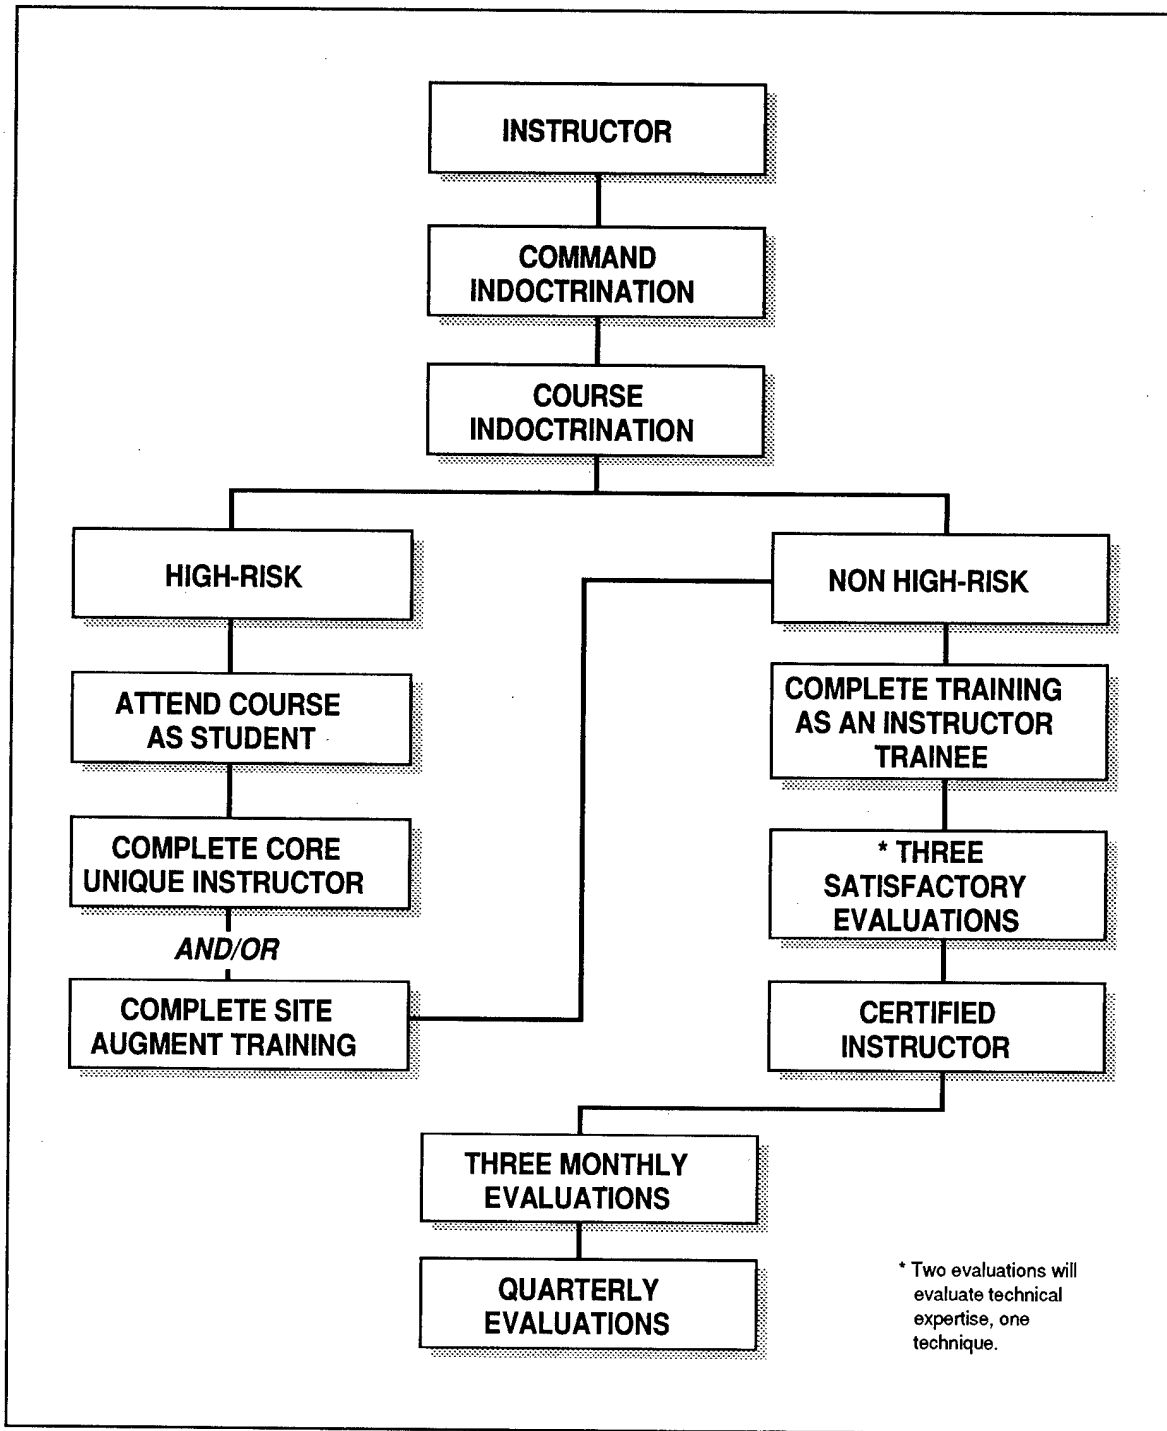 INSTRUCTOR
COMMAND
INDOCTRINATION
COURSE
INDOCTRINATION
HIGH-RISK
NON HIGH-RISK
ATTEND COURSE
AS STUDENT
COMPLETE TRAINING
AS AN INSTRUCTOR
TRAINEE
COMPLETE CORE
UNIQUE INSTRUCTOR
* THREE
SATISFACTORY
EVALUATIONS
AND/OR
COMPLETE SITE
AUGMENT TRAINING
CERTIFIED
INSTRUCTOR
THREE MONTHLY
EVALUATIONS
QUARTERLY
EVALUATIONS
* Two evaluations will
evaluate technical
expertise, one
technique.